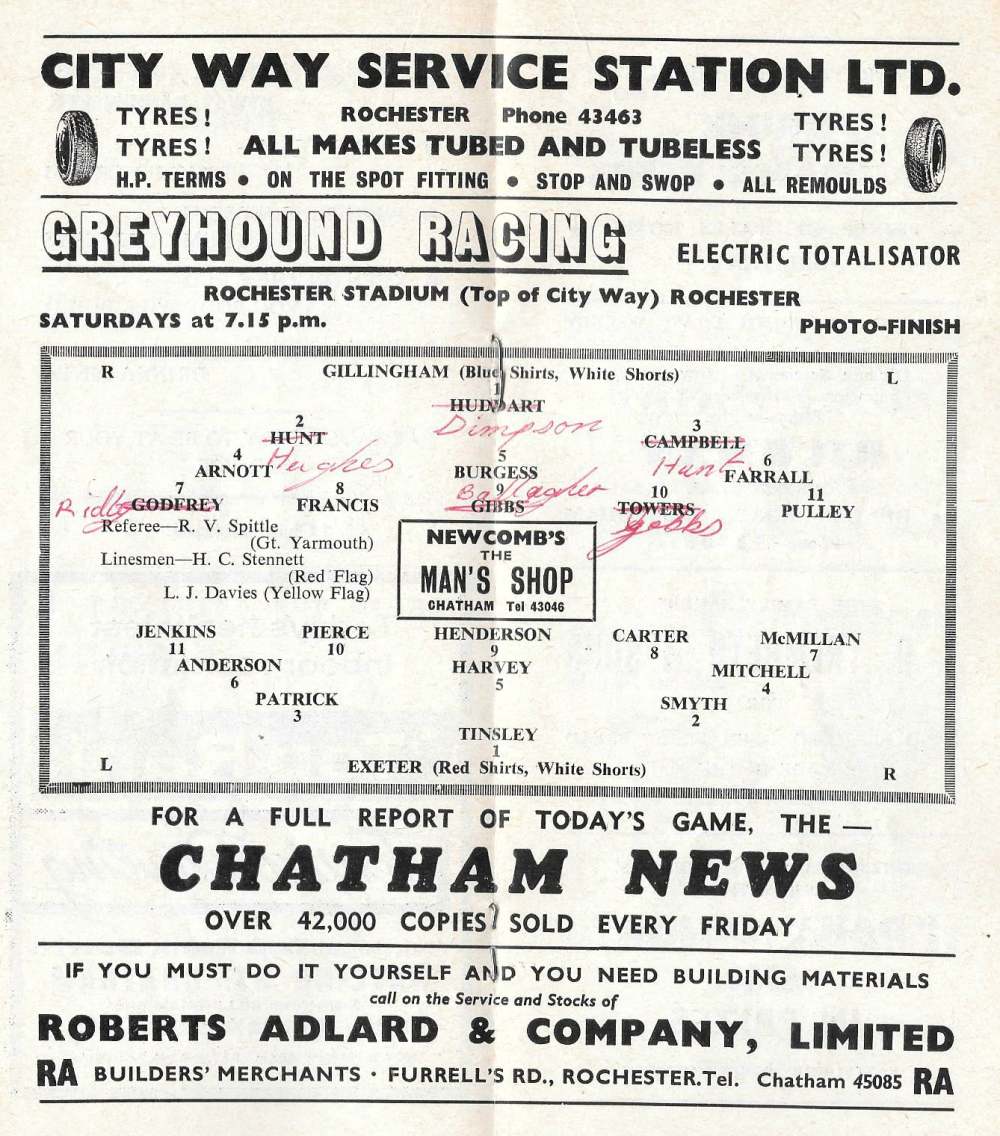 CITY WAY SERVICE STATION LTD.
TYRES! ROCHESTER Phone 43463 TYRES!
TYRES! ALL MAKES TUBED AND TUBELESS TYRES!
H.P. TERMS • ON THE SPOT FITTING • STOP AND SWOP • ALL REMOULDS
GREYHOUND RACING ELECTRIC TOTALISATOR
ROCHESTER STADIUM (Top of City Way) ROCHESTER
SATURDAYS at 7.15 p.m. PHOTO-FINISH
R GILLINGHAM (Blue Shirts, White Shorts) L
1
HUDDART
Dimpson
2 3
HUNT CAMPBELL
Hughes Hunt
4 5 6
ARNOTT BURGESS FARRALL
7 8 9 10 11
Ballagher
GODFREY FRANCIS GIBBS TOWERS PULLEY
Gobbs
Referee—R. V. Spittle
(Gt. Yarmouth)
Linesmen—H. C. Stennett
(Red Flag)
L. J. Davies (Yellow Flag)
NEWCOMB'S
THE
MAN'S SHOP
CHATHAM Tel 43046
JENKINS PIERCE HENDERSON CARTER McMILLAN
11 10 9 8 7
ANDERSON HARVEY MITCHELL
6 5 4
PATRICK SMYTH
3 2
TINSLEY
1
L EXETER (Red Shirts, White Shorts) R
FOR A FULL REPORT OF TODAY'S GAME, THE —
CHATHAM NEWS
OVER 42,000 COPIES SOLD EVERY FRIDAY
IF YOU MUST DO IT YOURSELF AND YOU NEED BUILDING MATERIALS
call on the Service and Stocks of
ROBERTS ADLARD & COMPANY, LIMITED
RA BUILDERS' MERCHANTS · FURRELL'S RD., ROCHESTER.Tel. Chatham 45085 RA